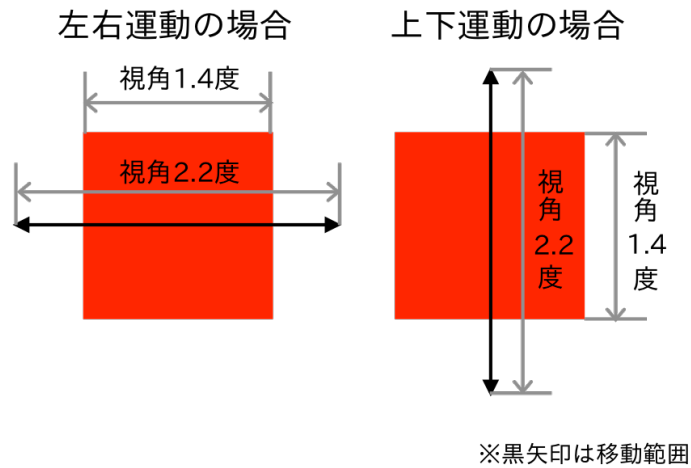 左右運動の場合
視角1.4度
視角2.2度
上下運動の場合
視角2.2度
視角1.4度
※黒矢印は移動範囲